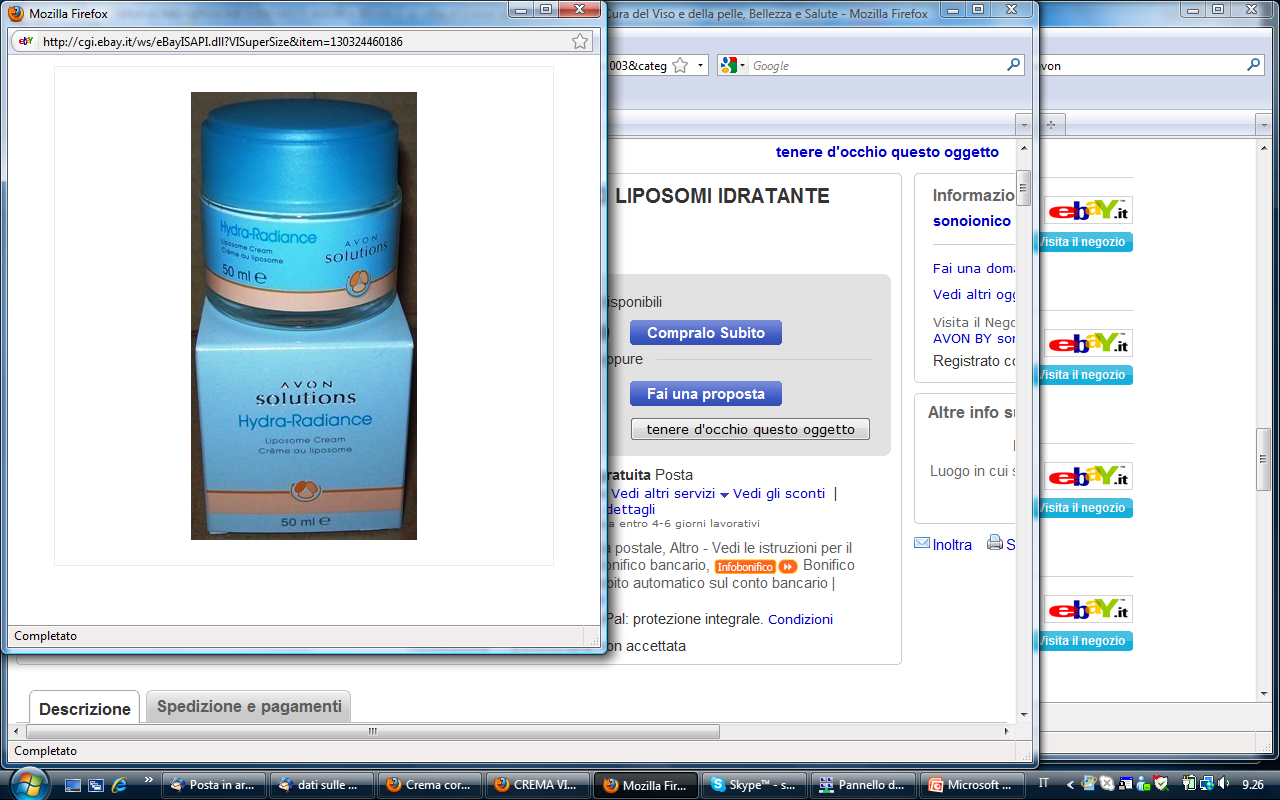 Mozilla Firefox
Cura del Viso e della pelle, Bellezza e Salute - Mozilla Firefox
http://cgi.ebay.it/ws/eBayISAPI.dll?VISuperSize&item=130324460186
003&categ
Google
von
Hydra-Radiance
Liposome Cream
Crème au liposome
50 ml e
AVON
solutions
AVON
solutions
Hydra-Radiance
Liposome Cream
Crème au liposome
50 ml e
Completato
tenere d'occhio questo oggetto
LIPOSOMI IDRATANTE
isponibili
Compralo Subito
ppure
Fai una proposta
tenere d'occhio questo oggetto
ratuita Posta
Vedi altri servizi Vedi gli sconti |
dettagli
a entro 4-6 giorni lavorativi
a postale, Altro - Vedi le istruzioni per il
onifico bancario, Infobonifico Bonifico
bito automatico sul conto bancario |
Pal: protezione integrale. Condizioni
on accettata
Informazio
sonoionico
Fai una doma
Vedi altri ogg
Visita il Nego
AVON BY sor
Registrato co
Altre info su
Luogo in cui s
Inoltra S
ebay.it
Visita il negozio
ebay.it
Visita il negozio
ebay.it
Visita il negozio
ebay.it
Visita il negozio
Descrizione
Spedizione e pagamenti
Completato
Posta in ar...
dati sulle ...
Crema cor...
CREMA VI...
Mozilla Fir...
Skype™ - s...
Pannello d...
Microsoft ...
IT
9.26